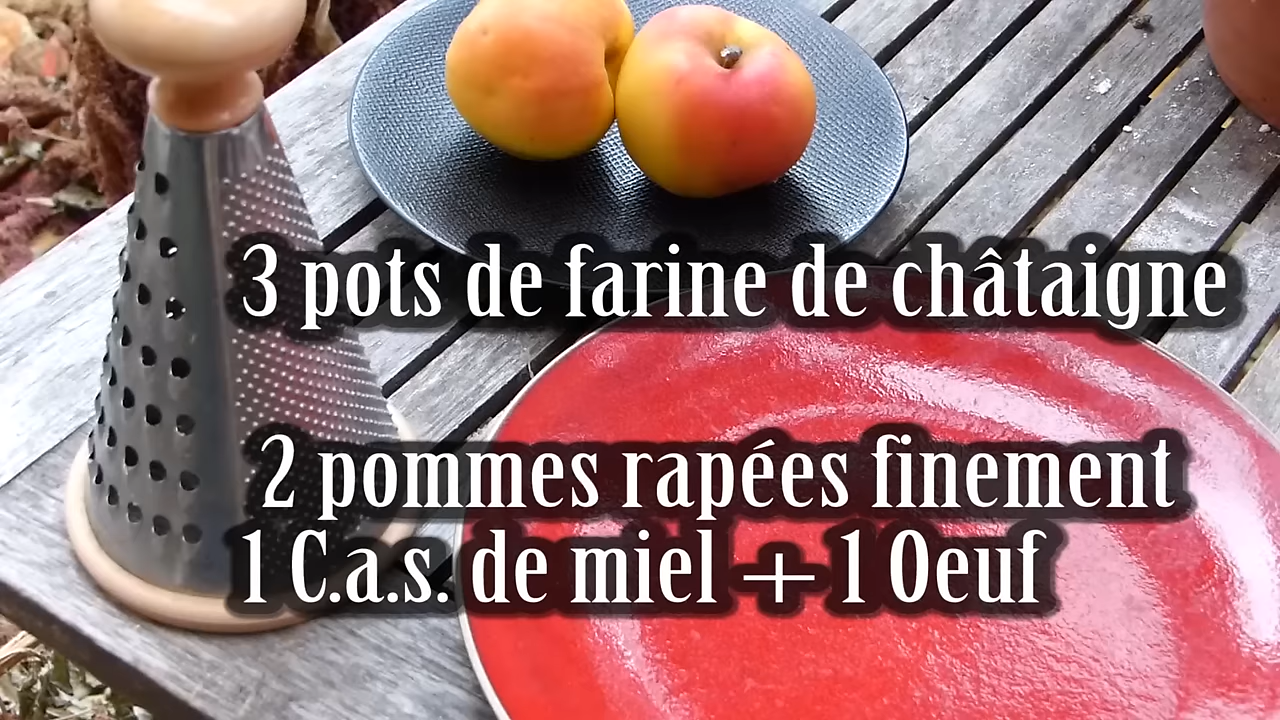 3 pots de farine de châtaigne
2 pommes rapées finement
1 C.a.s. de miel + 1 Oeuf